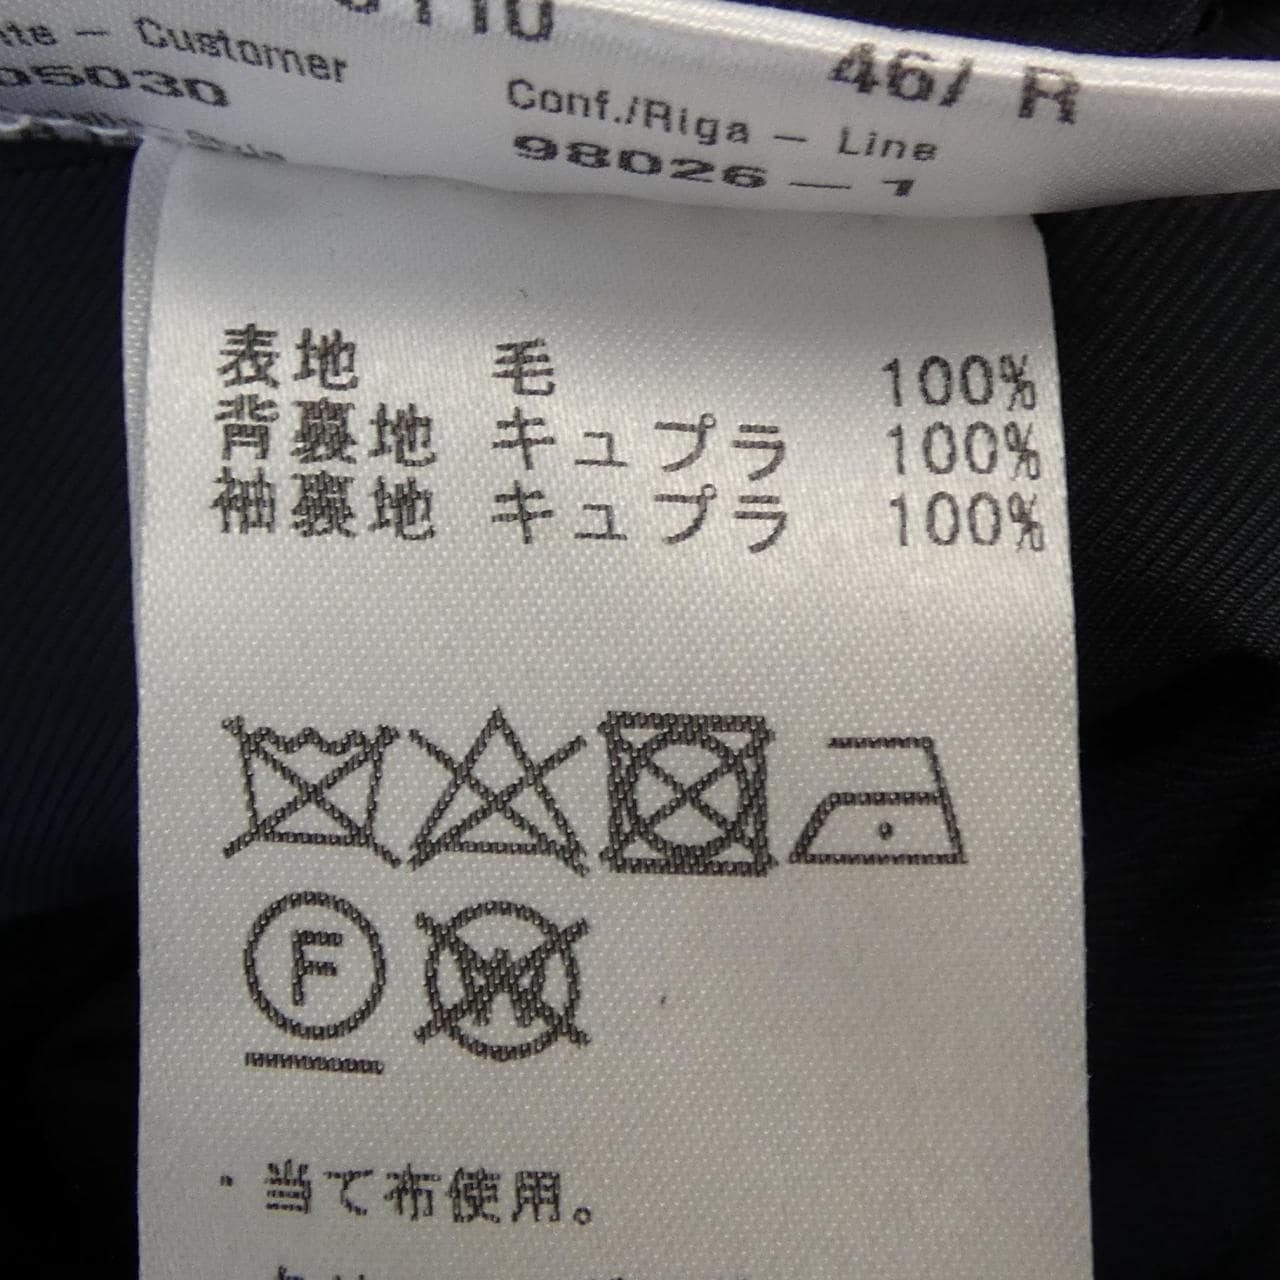 110
46/ R
Customer
05030
Conf./Riga — Line
98026 — 1
表地 毛 100%
背裏地 キュプラ 100%
袖裏地 キュプラ 100%
F
W
・当て布使用。